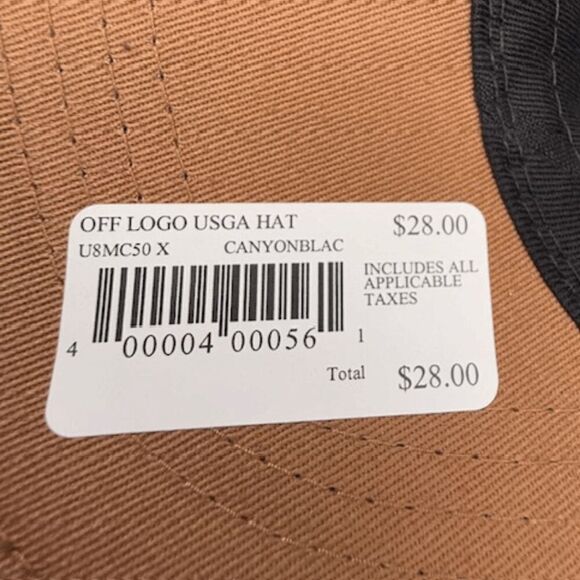 OFF LOGO USGA HAT $28.00
U8MC50 X CANYONBLAC
INCLUDES ALL
APPLICABLE
TAXES
4 00004 00056 1
Total $28.00